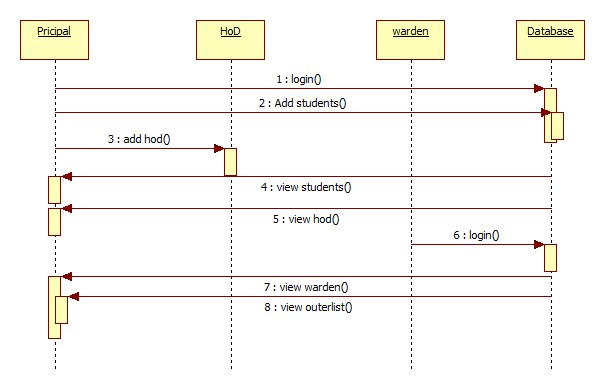 Pricipal
HoD
warden
Database
1 : login()
2 : Add students()
3 : add hod()
4 : view students()
5 : view hod()
6 : login()
7 : view warden()
8 : view outerlist()